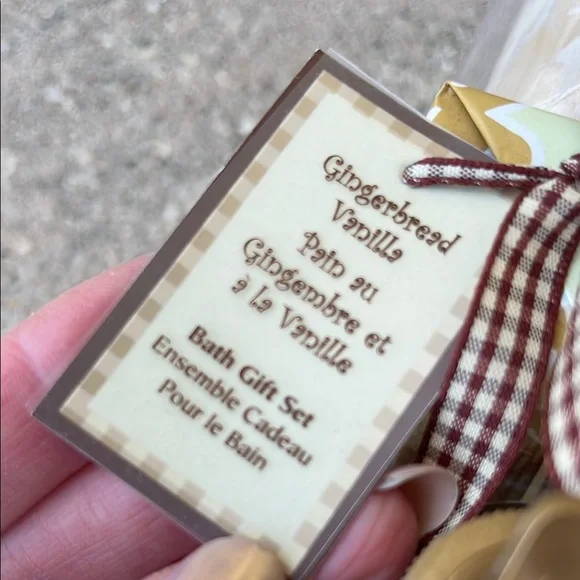 Gingerbread
Vanilla
Pain au
Gingembre et
à la Vanille
Bath Gift Set
Ensemble Cadeau
Pour le Bain